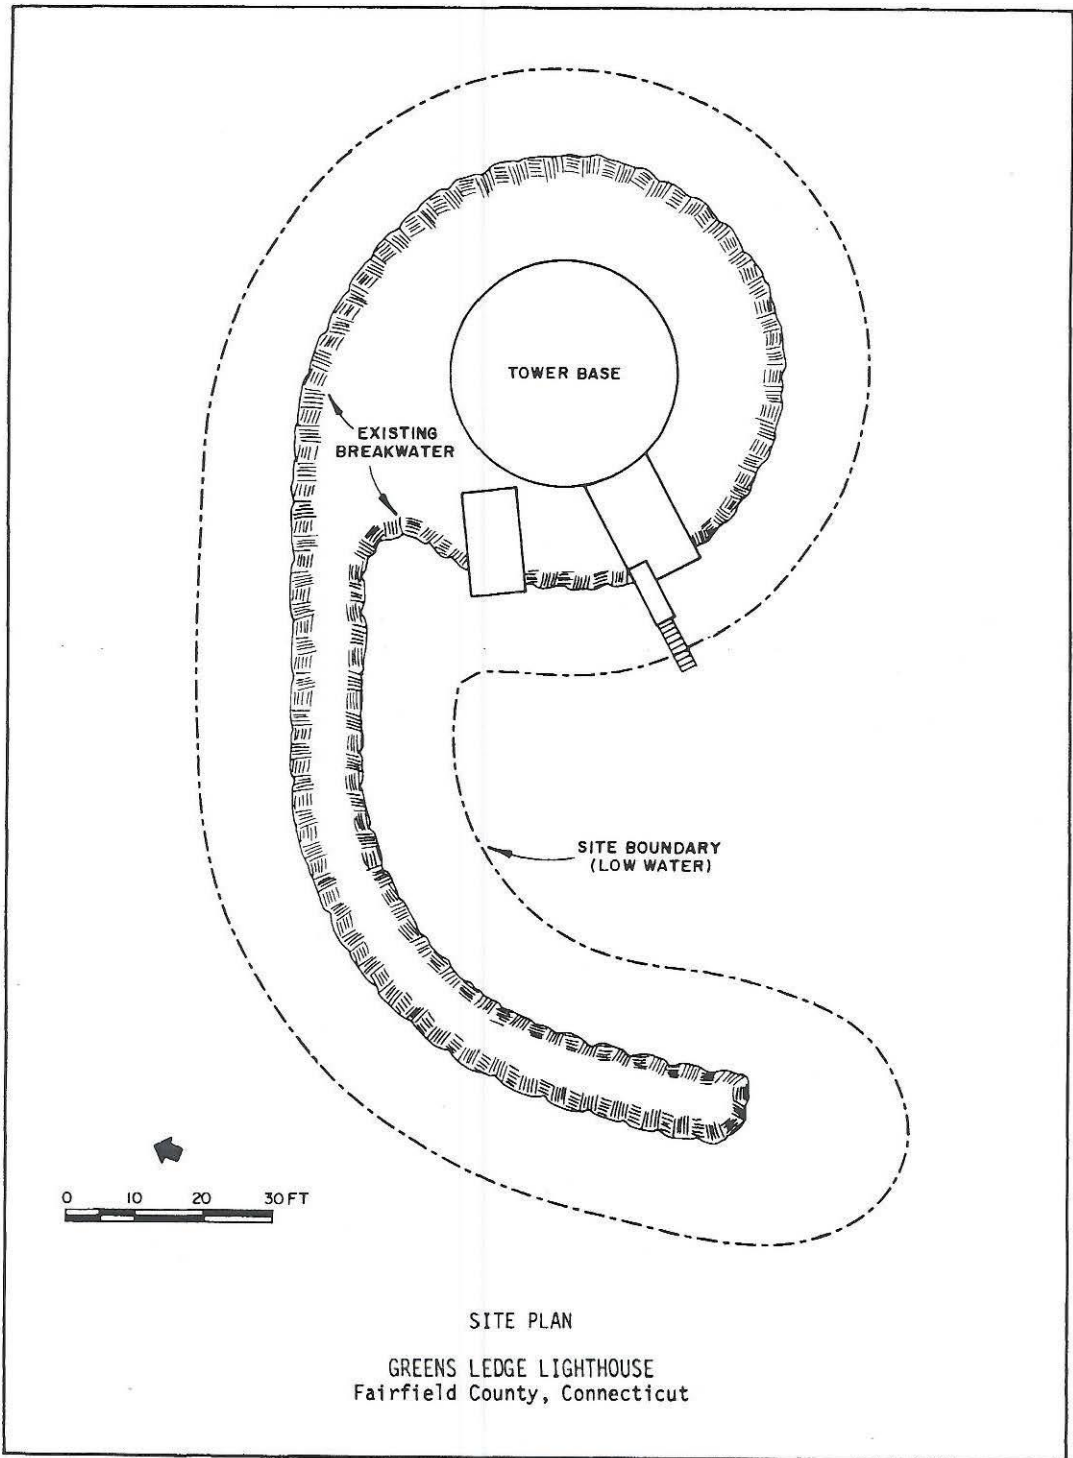 TOWER BASE
EXISTING
BREAKWATER
SITE BOUNDARY
(LOW WATER)
0 10 20 30 FT
SITE PLAN
GREENS LEDGE LIGHTHOUSE
Fairfield County, Connecticut